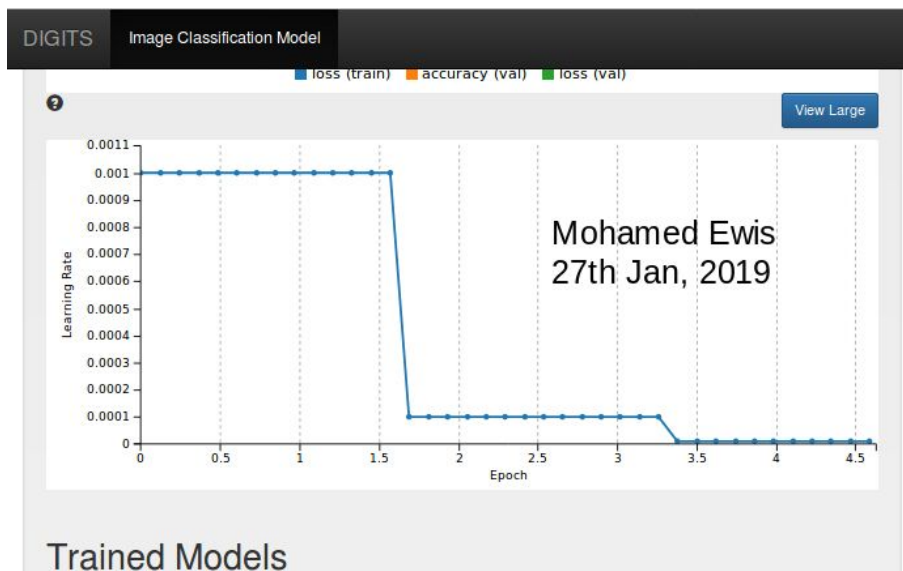 DIGITS Image Classification Model
loss (train) accuracy (val) loss (val)
?
View Large
0.0011
0.001
0.0009
0.0008
0.0007
0.0006
0.0005
0.0004
0.0003
0.0002
0.0001
0
Learning Rate
Mohamed Ewis
27th Jan, 2019
0 0.5 1 1.5 2 2.5 3 3.5 4 4.5
Epoch
Trained Models